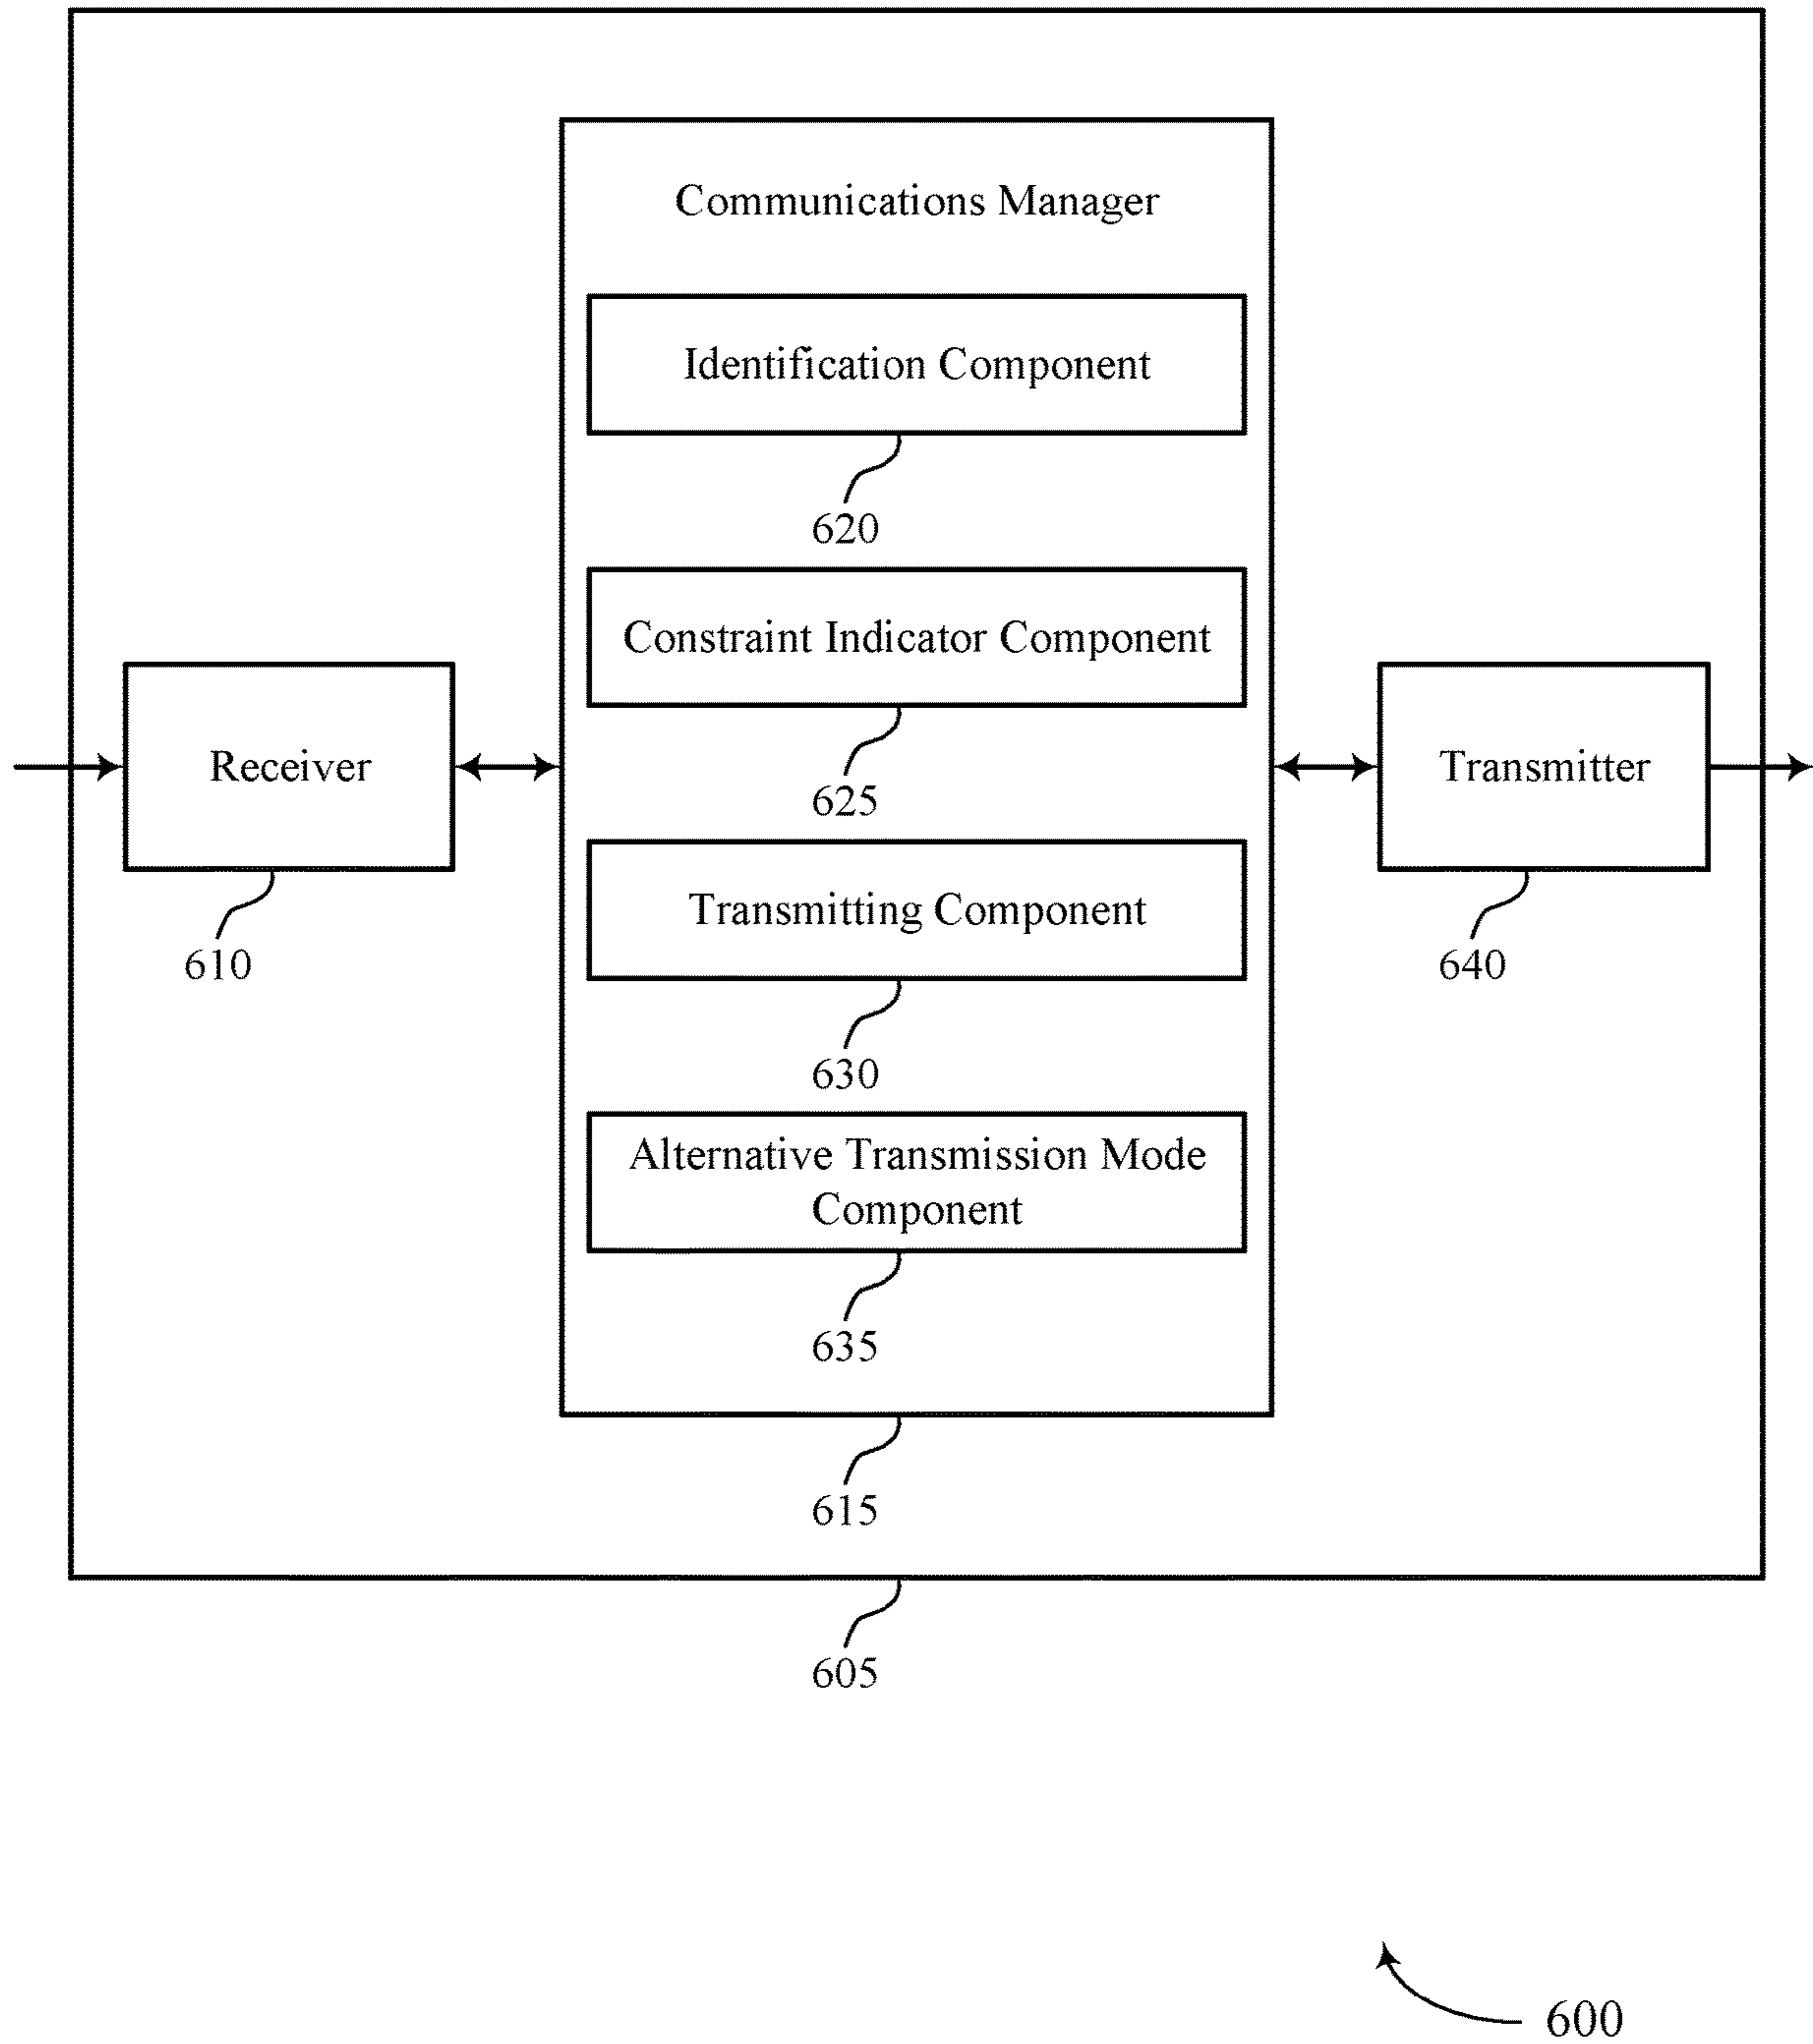 Communications Manager
Identification Component
620
Constraint Indicator Component
625
Receiver
610
Transmitter
640
Transmitting Component
630
Alternative Transmission Mode
Component
635
615
605
600